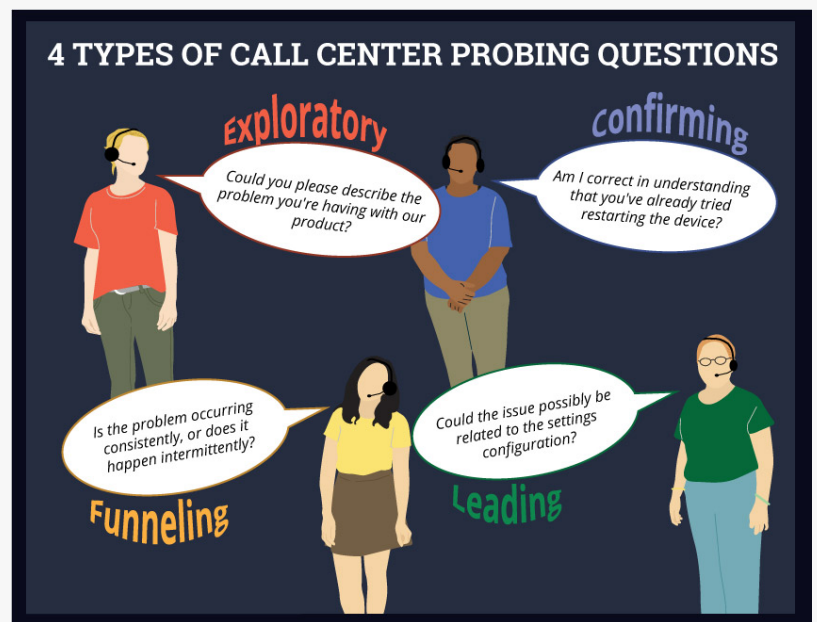 4 TYPES OF CALL CENTER PROBING QUESTIONS
Exploratory
Could you please describe the
problem you're having with our
product?
Confirming
Am I correct in understanding
that you've already tried
restarting the device?
Is the problem occurring
consistently, or does it
happen intermittently?
Funneling
Could the issue possibly be
related to the settings
configuration?
Leading